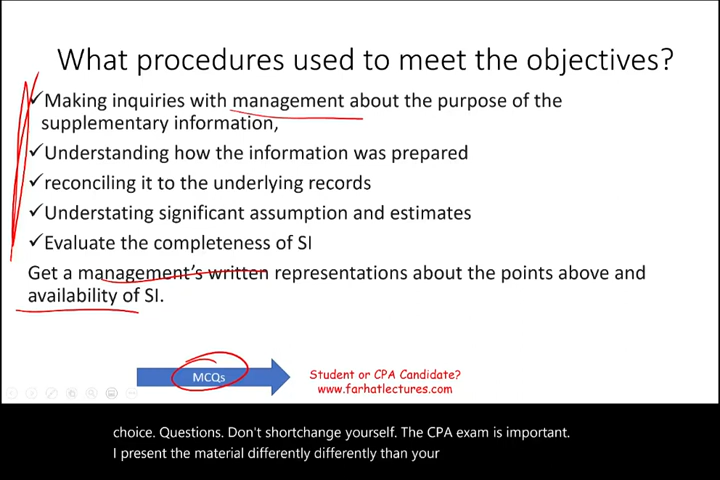 What procedures used to meet the objectives?
✓Making inquiries with management about the purpose of the
supplementary information,
✓Understanding how the information was prepared
✓reconciling it to the underlying records
✓Understating significant assumption and estimates
✓Evaluate the completeness of SI
Get a management's written representations about the points above and
availability of SI.
MCQs
Student or CPA Candidate?
www.farhatlectures.com
choice. Questions. Don't shortchange yourself. The CPA exam is important.
I present the material differently differently than your